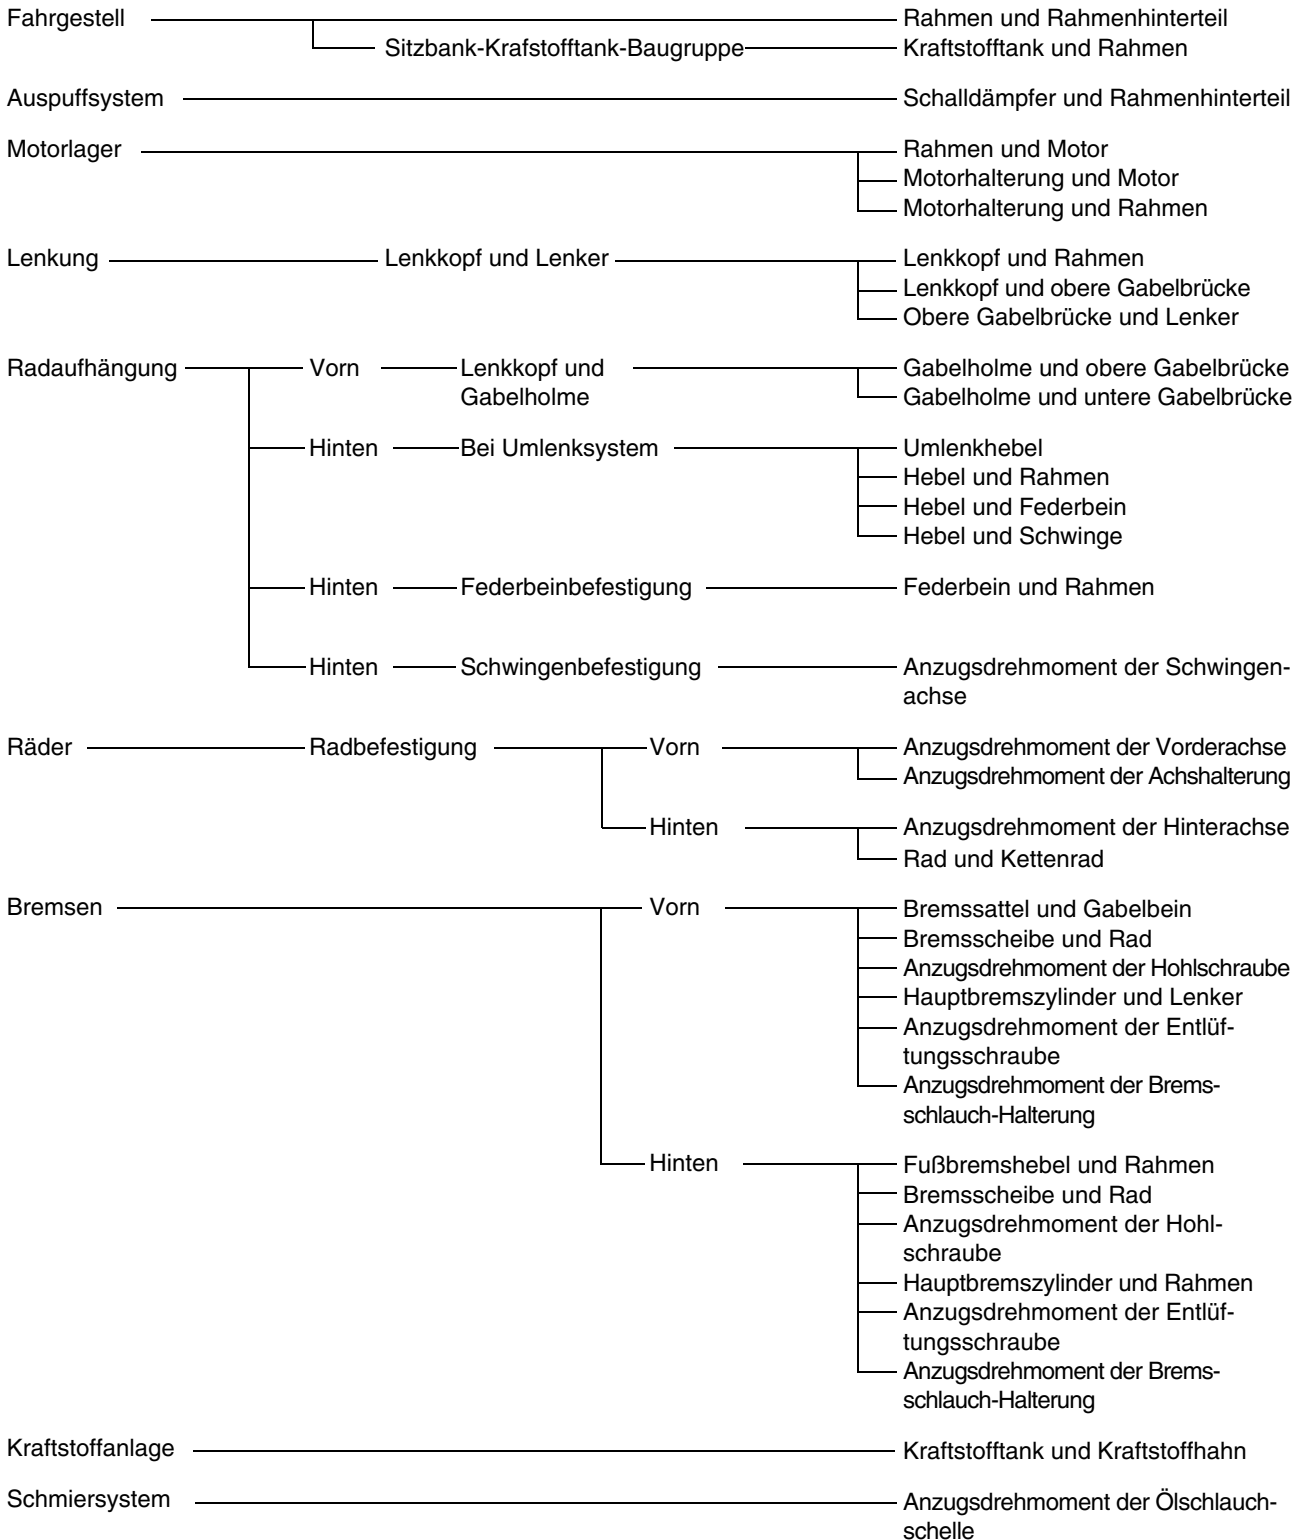 Fahrgestell Rahmen und Rahmenhinterteil
Sitzbank-Krafstofftank-Baugruppe Kraftstofftank und Rahmen
Auspuffsystem Schalldämpfer und Rahmenhinterteil
Motorlager Rahmen und Motor
Motorhalterung und Motor
Motorhalterung und Rahmen
Lenkung Lenkkopf und Lenker Lenkkopf und Rahmen
Lenkkopf und obere Gabelbrücke
Obere Gabelbrücke und Lenker
Radaufhängung Vorn Lenkkopf und Gabelholme und obere Gabelbrücke
Gabelholme Gabelholme und untere Gabelbrücke
Hinten Bei Umlenksystem Umlenkhebel
Hebel und Rahmen
Hebel und Federbein
Hebel und Schwinge
Hinten Federbeinbefestigung Federbein und Rahmen
Hinten Schwingenbefestigung Anzugsdrehmoment der Schwingen-
achse
Räder Radbefestigung Vorn Anzugsdrehmoment der Vorderachse
Anzugsdrehmoment der Achshalterung
Hinten Anzugsdrehmoment der Hinterachse
Rad und Kettenrad
Bremsen Vorn Bremssattel und Gabelbein
Bremsscheibe und Rad
Anzugsdrehmoment der Hohlschraube
Hauptbremszylinder und Lenker
Anzugsdrehmoment der Entlüf-
tungsschraube
Anzugsdrehmoment der Brems-
schlauch-Halterung
Hinten Fußbremshebel und Rahmen
Bremsscheibe und Rad
Anzugsdrehmoment der Hohl-
schraube
Hauptbremszylinder und Rahmen
Anzugsdrehmoment der Entlüf-
tungsschraube
Anzugsdrehmoment der Brems-
schlauch-Halterung
Kraftstoffanlage Kraftstofftank und Kraftstoffhahn
Schmiersystem Anzugsdrehmoment der Ölschlauch-
schelle